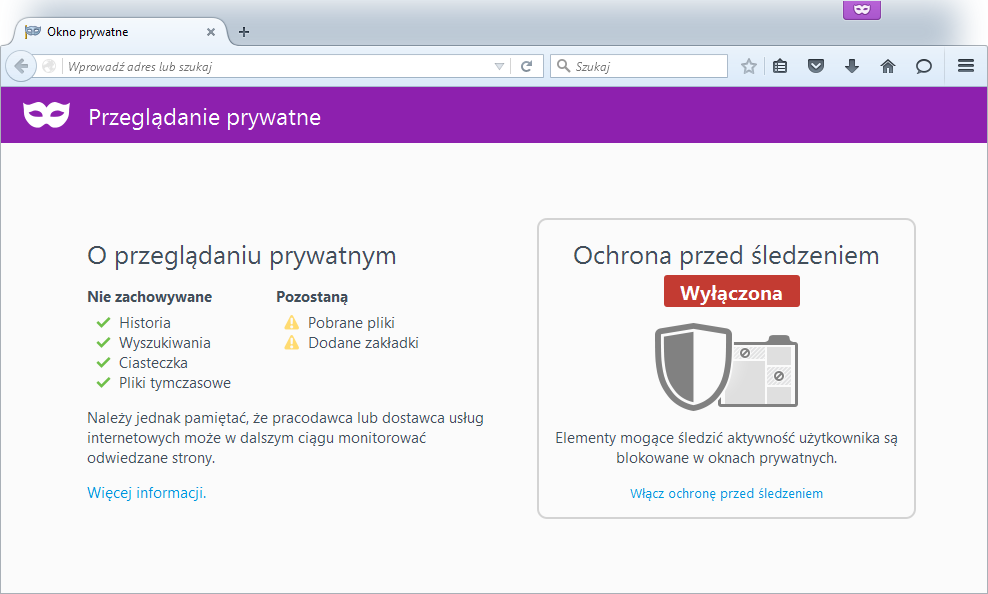 Okno prywatne
Wprowadź adres lub szukaj
Szukaj
Przeglądanie prywatne
O przeglądaniu prywatnym
Nie zachowywane
Historia
Wyszukiwania
Ciasteczka
Pliki tymczasowe
Pozostaną
Pobrane pliki
Dodane zakładki
Należy jednak pamiętać, że pracodawca lub dostawca usług
internetowych może w dalszym ciągu monitorować
odwiedzane strony.
Więcej informacji.
Ochrona przed śledzeniem
Wyłączona
Elementy mogące śledzić aktywność użytkownika są
blokowane w oknach prywatnych.
Włącz ochronę przed śledzeniem